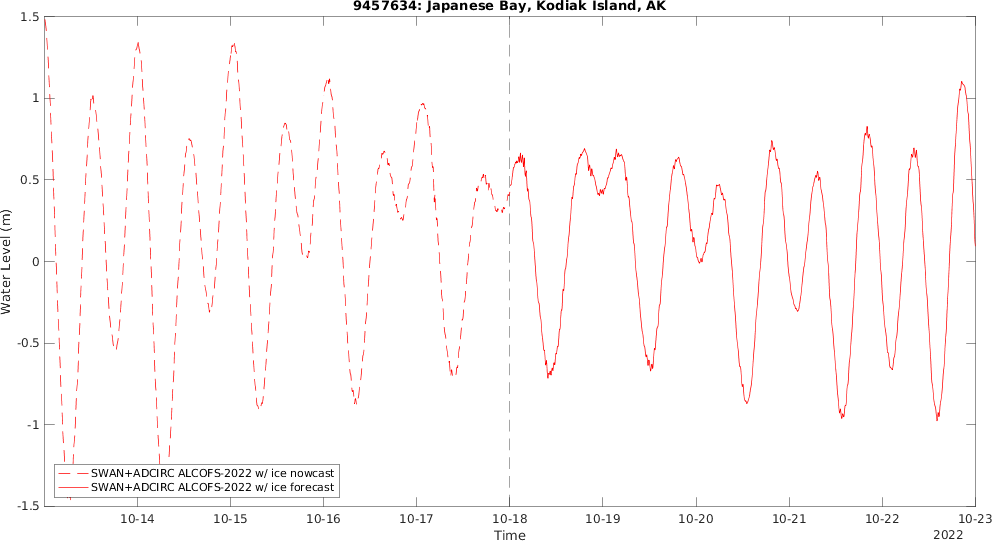 9457634: Japanese Bay, Kodiak Island, AK
1.5
1
0.5
0
-0.5
-1
-1.5
Water Level (m)
SWAN+ADCIRC ALCOFS-2022 w/ ice nowcast
SWAN+ADCIRC ALCOFS-2022 w/ ice forecast
10-14 10-15 10-16 10-17 10-18 10-19 10-20 10-21 10-22 10-23
Time
2022